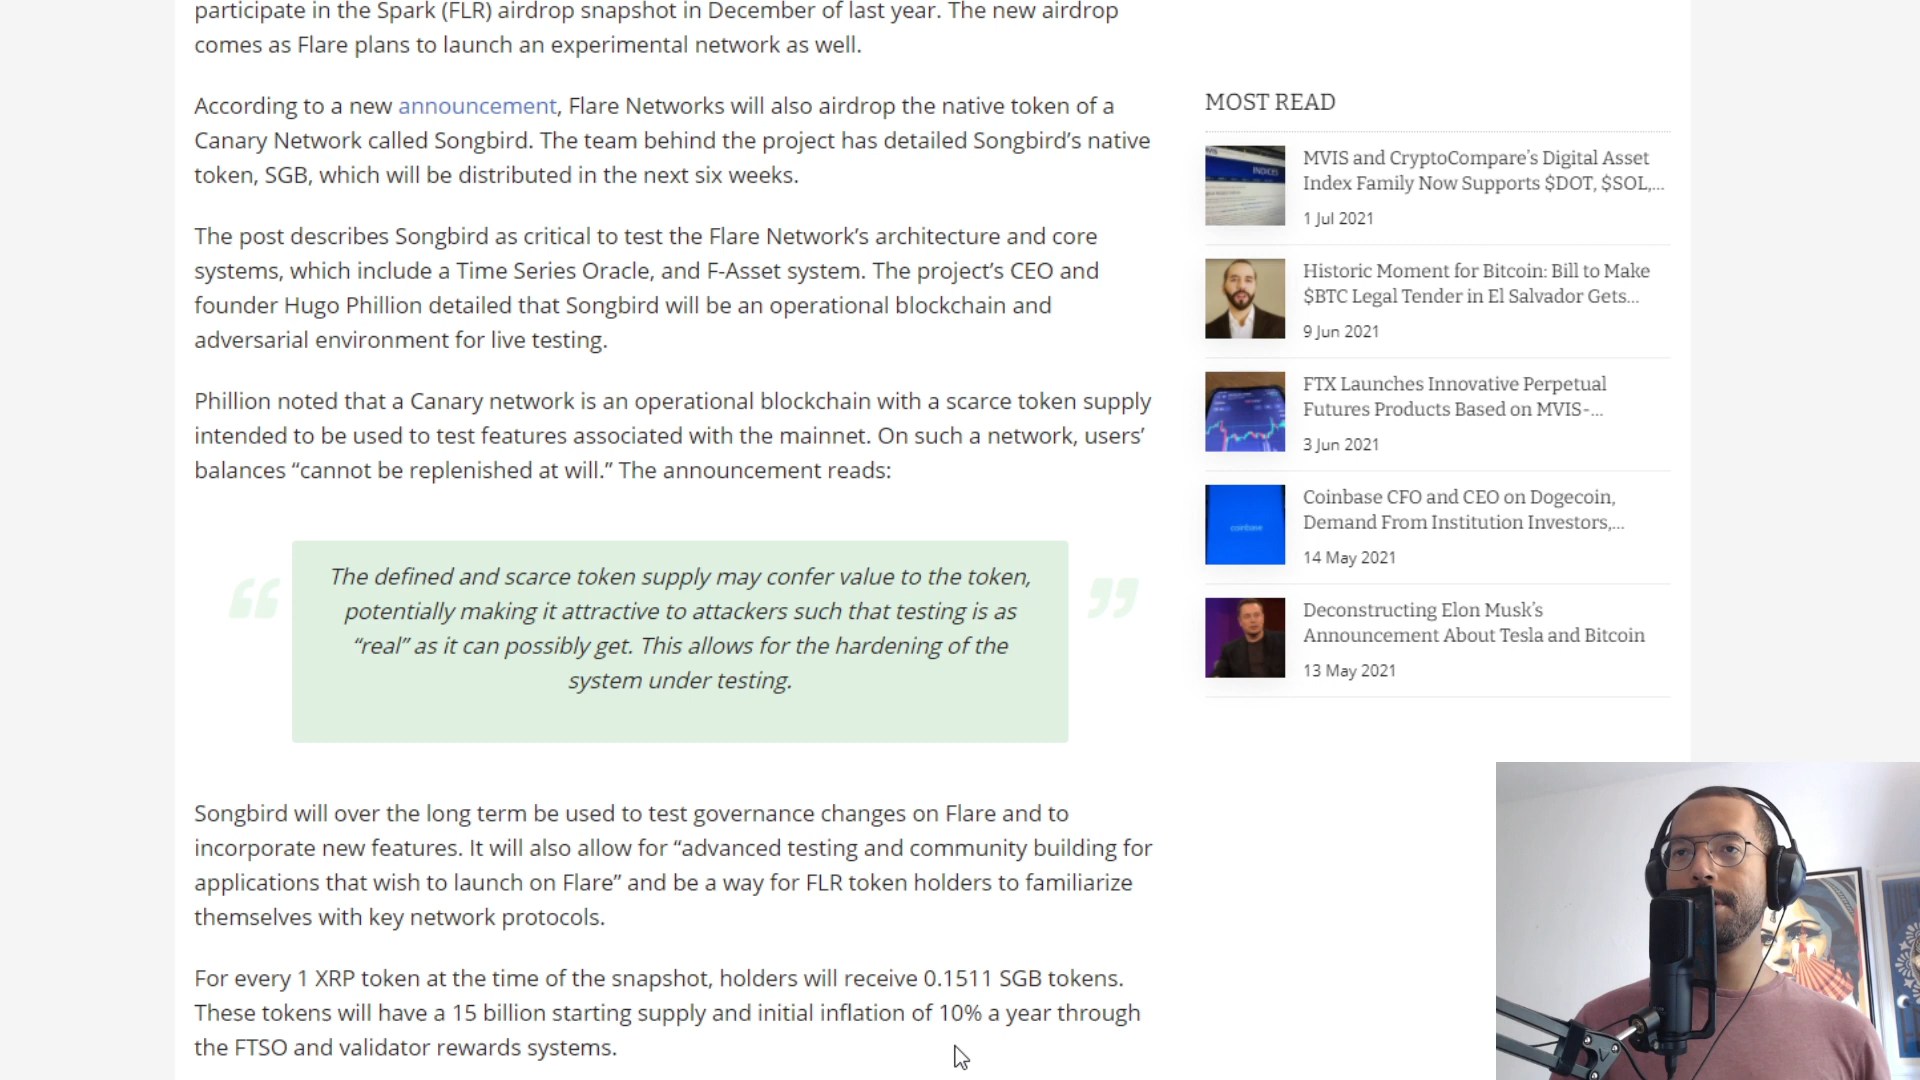 participate in the Spark (FLR) airdrop snapshot in December of last year. The new airdrop
comes as Flare plans to launch an experimental network as well.
According to a new announcement, Flare Networks will also airdrop the native token of a
Canary Network called Songbird. The team behind the project has detailed Songbird’s native
token, SGB, which will be distributed in the next six weeks.
The post describes Songbird as critical to test the Flare Network’s architecture and core
systems, which include a Time Series Oracle, and F-Asset system. The project’s CEO and
founder Hugo Phillion detailed that Songbird will be an operational blockchain and
adversarial environment for live testing.
Phillion noted that a Canary network is an operational blockchain with a scarce token supply
intended to be used to test features associated with the mainnet. On such a network, users’
balances “cannot be replenished at will.” The announcement reads:
“
The defined and scarce token supply may confer value to the token,
potentially making it attractive to attackers such that testing is as
“real” as it can possibly get. This allows for the hardening of the
system under testing.
”
Songbird will over the long term be used to test governance changes on Flare and to
incorporate new features. It will also allow for “advanced testing and community building for
applications that wish to launch on Flare” and be a way for FLR token holders to familiarize
themselves with key network protocols.
For every 1 XRP token at the time of the snapshot, holders will receive 0.1511 SGB tokens.
These tokens will have a 15 billion starting supply and initial inflation of 10% a year through
the FTSO and validator rewards systems.
MOST READ
INDICES
MVIS and CryptoCompare’s Digital Asset
Index Family Now Supports $DOT, $SOL,...
1 Jul 2021
Historic Moment for Bitcoin: Bill to Make
$BTC Legal Tender in El Salvador Gets...
9 Jun 2021
FTX Launches Innovative Perpetual
Futures Products Based on MVIS-...
3 Jun 2021
coinbase
Coinbase CFO and CEO on Dogecoin,
Demand From Institution Investors,...
14 May 2021
Deconstructing Elon Musk’s
Announcement About Tesla and Bitcoin
13 May 2021